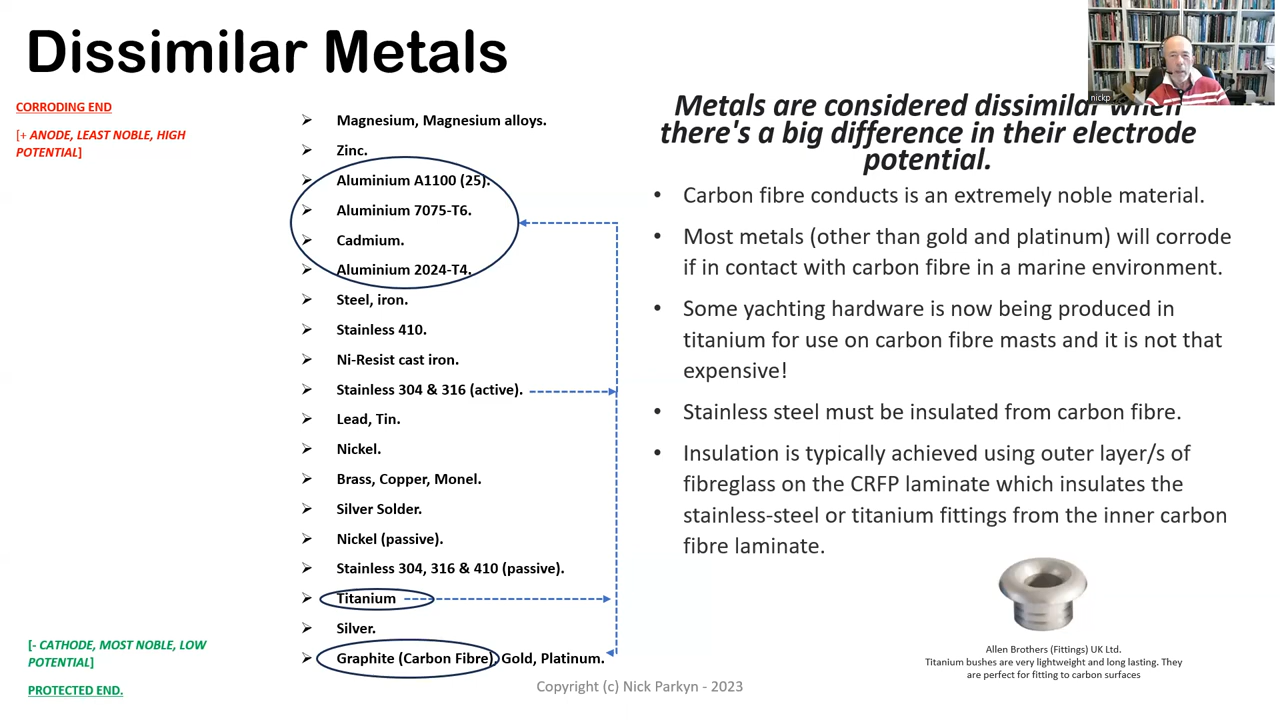 Dissimilar Metals
nickp
CORRODING END
[+ ANODE, LEAST NOBLE, HIGH
POTENTIAL]
➢ Magnesium, Magnesium alloys.
➢ Zinc.
➢ Aluminium A1100 (25).
➢ Aluminium 7075-T6.
➢ Cadmium.
➢ Aluminium 2024-T4.
➢ Steel, iron.
➢ Stainless 410.
➢ Ni-Resist cast iron.
➢ Stainless 304 & 316 (active).
➢ Lead, Tin.
➢ Nickel.
➢ Brass, Copper, Monel.
➢ Silver Solder.
➢ Nickel (passive).
➢ Stainless 304, 316 & 410 (passive).
➢ Titanium
➢ Silver.
➢ Graphite (Carbon Fibre), Gold, Platinum.
[- CATHODE, MOST NOBLE, LOW
POTENTIAL]
PROTECTED END.
Metals are considered dissimilar when
there's a big difference in their electrode
potential.
• Carbon fibre conducts is an extremely noble material.
• Most metals (other than gold and platinum) will corrode
if in contact with carbon fibre in a marine environment.
• Some yachting hardware is now being produced in
titanium for use on carbon fibre masts and it is not that
expensive!
• Stainless steel must be insulated from carbon fibre.
• Insulation is typically achieved using outer layer/s of
fibreglass on the CRFP laminate which insulates the
stainless-steel or titanium fittings from the inner carbon
fibre laminate.
Allen Brothers (Fittings) UK Ltd.
Titanium bushes are very lightweight and long lasting. They
are perfect for fitting to carbon surfaces
Copyright (c) Nick Parkyn - 2023